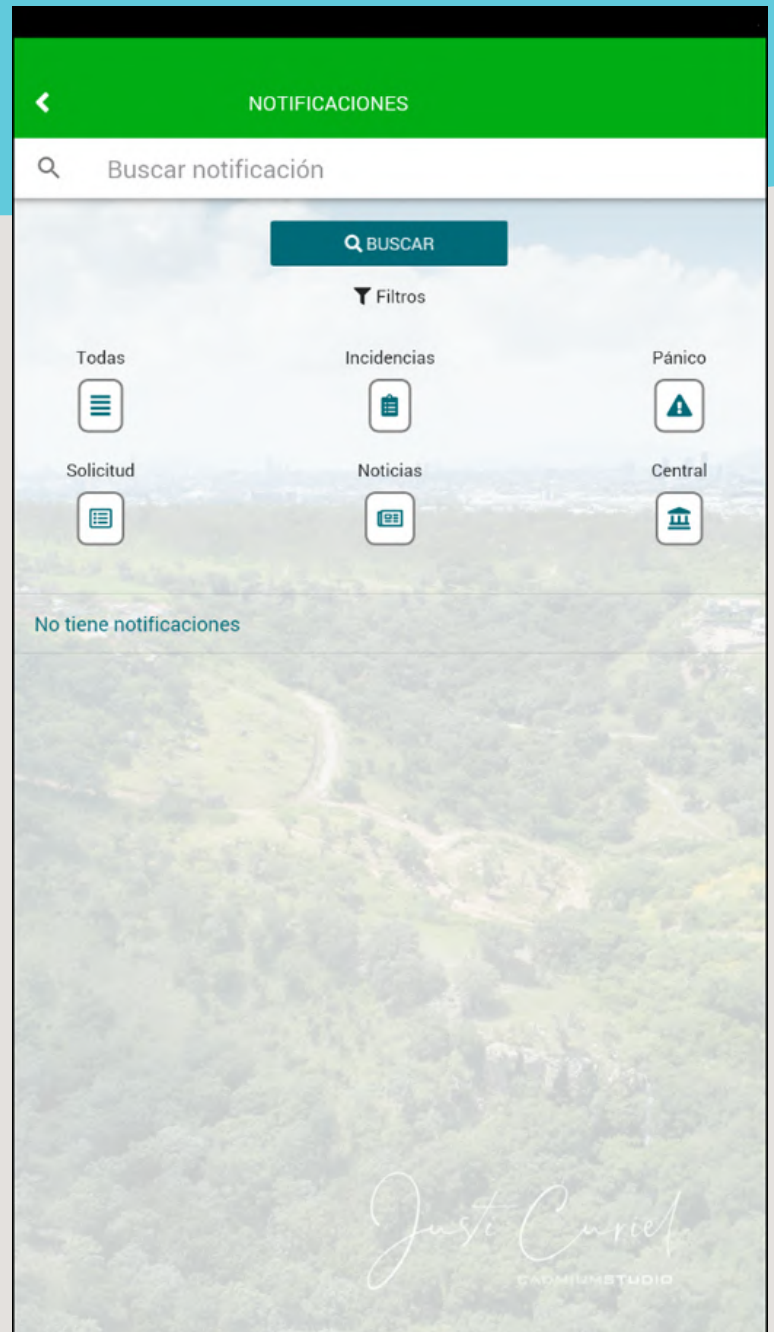 NOTIFICACIONES
Buscar notificación
BUSCAR
Filtros
Todas Incidencias Pánico
Solicitud Noticias Central
No tiene notificaciones
Justi Curiel
CADMIUMSTUDIO